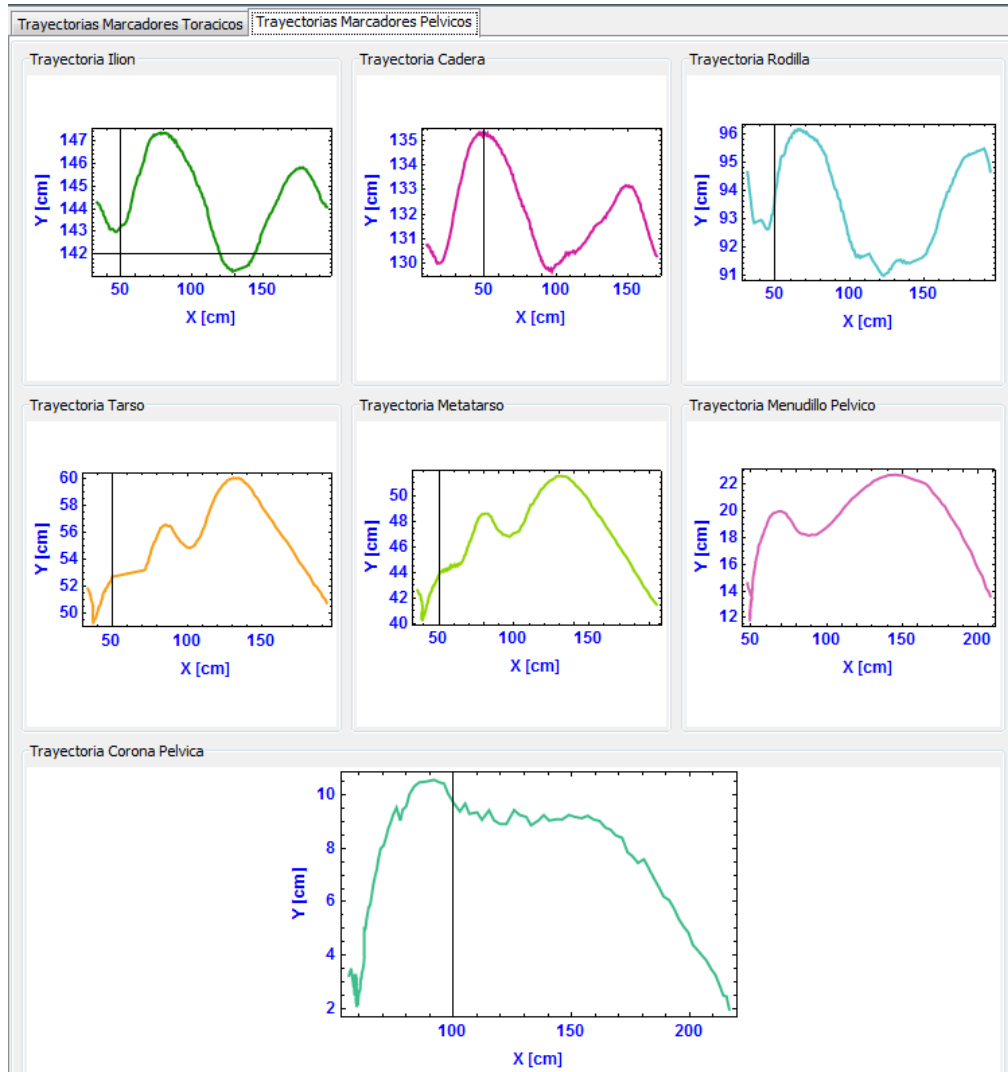 Trayectorias Marcadores Toracicos
Trayectorias Marcadores Pelvicos
Trayectoria Ilion
147
146
145
144
143
142
Y [cm]
50
100
150
X [cm]
Trayectoria Cadera
135
134
133
132
131
130
Y [cm]
50
100
150
X [cm]
Trayectoria Rodilla
96
95
94
93
92
91
Y [cm]
50
100
150
X [cm]
Trayectoria Tarso
60
58
56
54
52
50
Y [cm]
50
100
150
X [cm]
Trayectoria Metatarso
50
48
46
44
42
40
Y [cm]
50
100
150
X [cm]
Trayectoria Menudillo Pelvico
22
20
18
16
14
12
Y [cm]
50
100
150
200
X [cm]
Trayectoria Corona Pelvica
10
8
6
4
2
Y [cm]
100
150
200
X [cm]